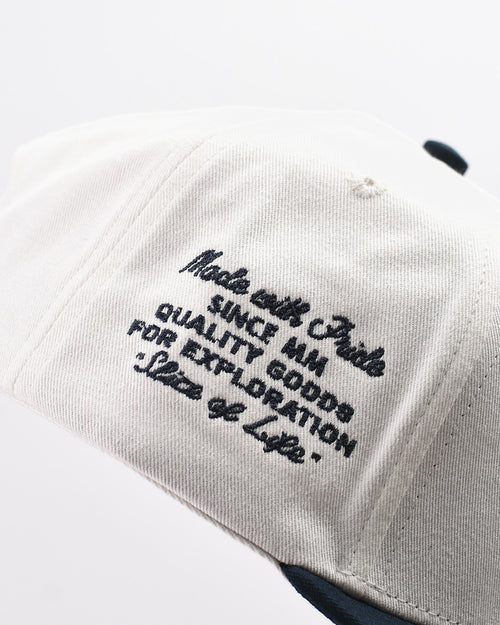 Made with Pride
SINCE MM
QUALITY GOODS
FOR EXPLORATION
"Slice of Life"